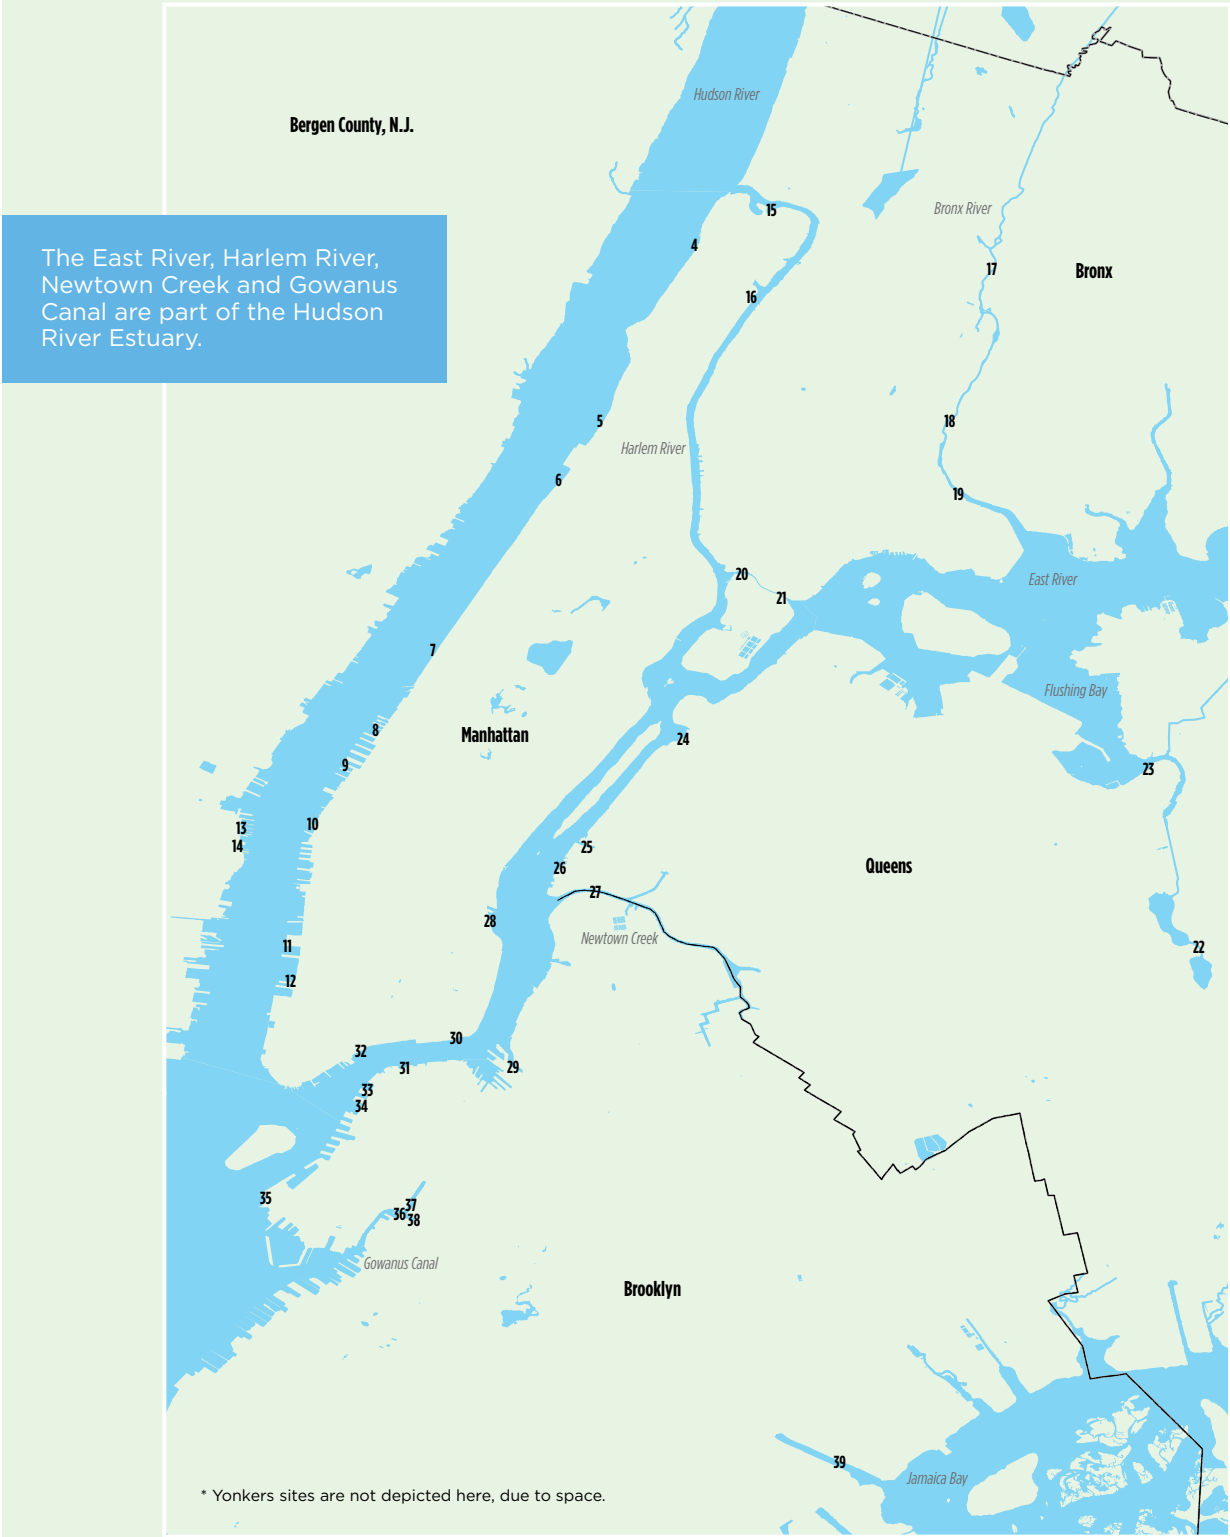 Hudson River
Bergen County, N.J.
Bronx River
15
4
The East River, Harlem River,
Newtown Creek and Gowanus
Canal are part of the Hudson
River Estuary.
17
Bronx
16
5
18
Harlem River
6
19
20
East River
21
7
Flushing Bay
8
Manhattan
24
9
23
10
13
14
25
26
Queens
27
28
Newtown Creek
11
22
12
30
32
31
29
33
34
35
37
36
38
Gowanus Canal
Brooklyn
39
Jamaica Bay
* Yonkers sites are not depicted here, due to space.